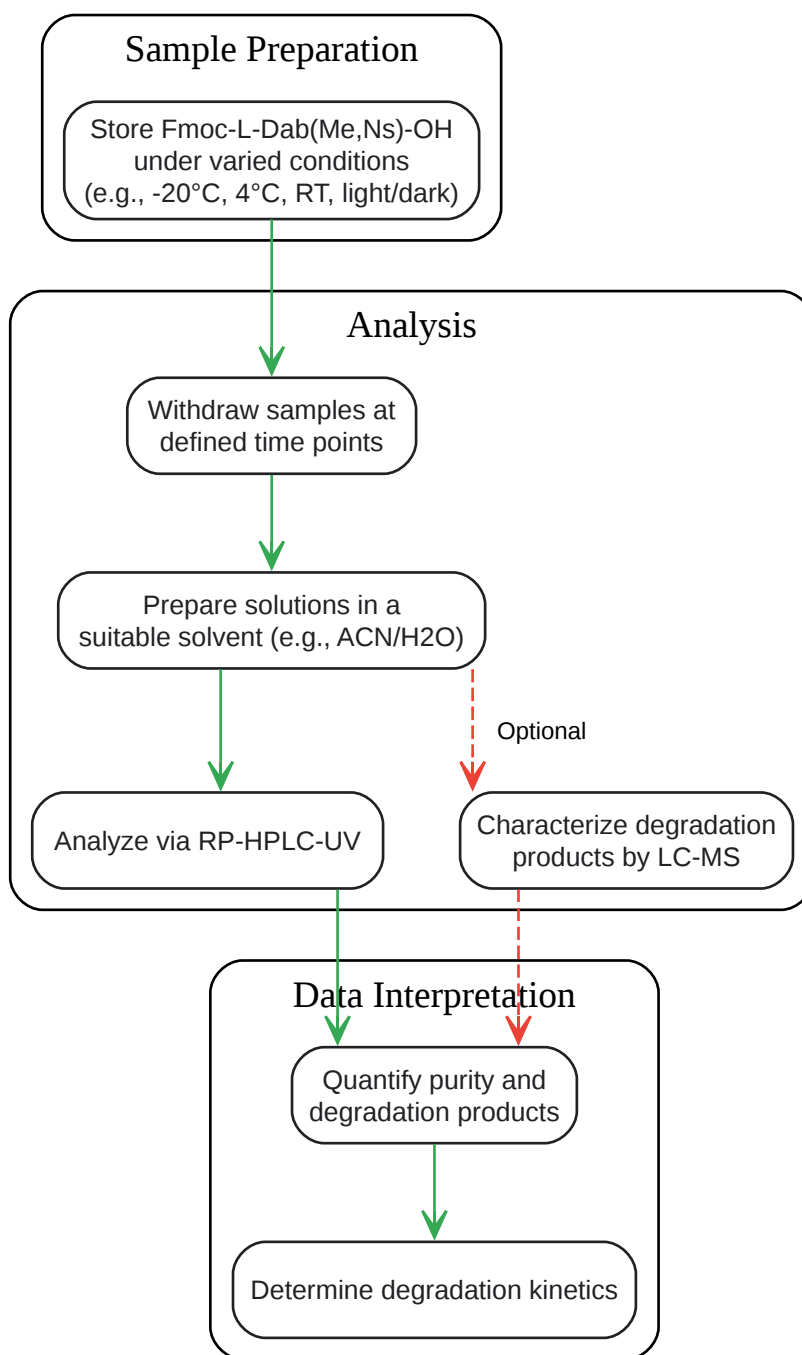 Sample Preparation
Store Fmoc-L-Dab(Me,Ns)-OH
under varied conditions
(e.g., -20°C, 4°C, RT, light/dark)
Analysis
Withdraw samples at
defined time points
Prepare solutions in a
suitable solvent (e.g., ACN/H2O)
Optional
Analyze via RP-HPLC-UV
Characterize degradation
products by LC-MS
Data Interpretation
Quantify purity and
degradation products
Determine degradation kinetics